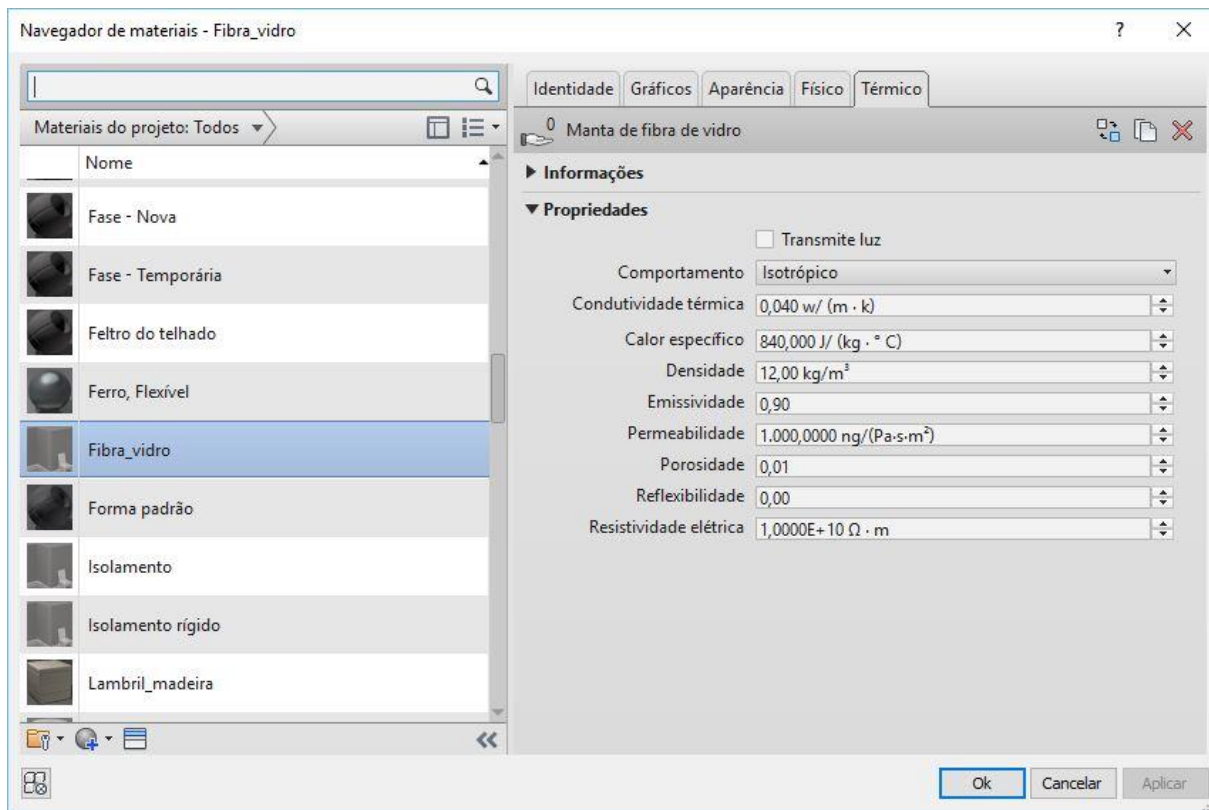 Navegador de materiais - Fibra_vidro
?
Materiais do projeto: Todos
Nome
Fase - Nova
Fase - Temporária
Feltro do telhado
Ferro, Flexível
Fibra_vidro
Forma padrão
Isolamento
Isolamento rígido
Lambril_madeira
Identidade Gráficos Aparência Físico Térmico
0 Manta de fibra de vidro
Informações
Propriedades
Transmite luz
Comportamento Isotrópico
Condutividade térmica 0,040 w/ (m · k)
Calor específico 840,000 J/ (kg · ° C)
Densidade 12,00 kg/m³
Emissividade 0,90
Permeabilidade 1.000,0000 ng/(Pa·s·m²)
Porosidade 0,01
Reflexibilidade 0,00
Resistividade elétrica 1,0000E+10 Ω · m
Ok Cancelar Aplicar